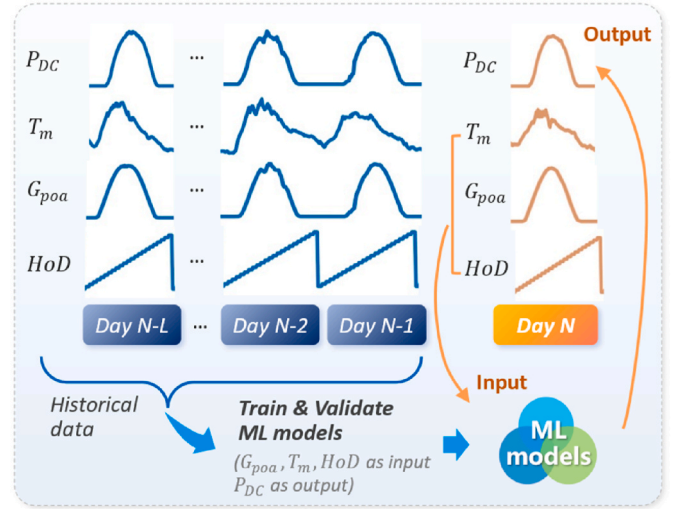 Output
P_DC ... P_DC
T_m ... T_m
G_poa ... G_poa
HoD ... HoD
Day N-L ... Day N-2 Day N-1 Day N
Input
Historical
data
Train & Validate
ML models
(G_poa, T_m, HoD as input
P_DC as output)
ML
models